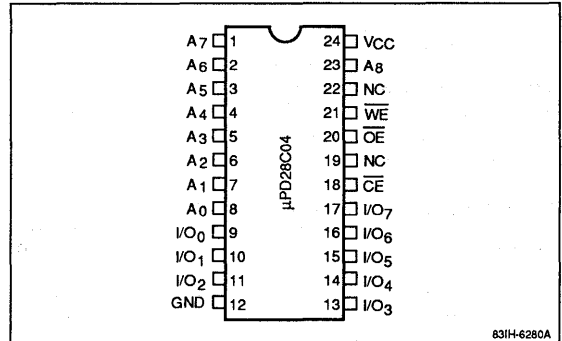 A7 1 24 VCC
A6 2 23 A8
A5 3 22 NC
A4 4 21 WE
A3 5 20 OE
A2 6 19 NC
A1 7 18 CE
A0 8 17 I/O7
I/O0 9 16 I/O6
I/O1 10 15 I/O5
I/O2 11 14 I/O4
GND 12 13 I/O3
μPD28C04
83IH-6280A